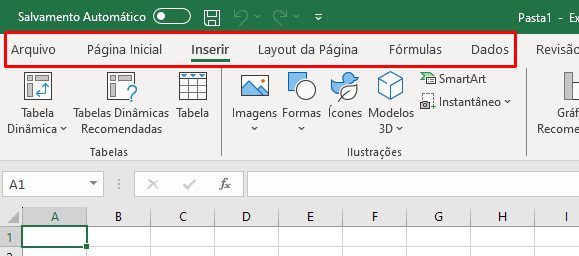 Salvamento Automático Pasta1 - Ex
Arquivo Página Inicial Inserir Layout da Página Fórmulas Dados Revisão
Tabela Dinâmica Tabelas Dinâmicas Recomendadas Tabela Imagens Formas Ícones Modelos 3D SmartArt
Instantâneo
Gráf
Recome
Tabelas Ilustrações
A1 fx
A B C D E F G H I
1